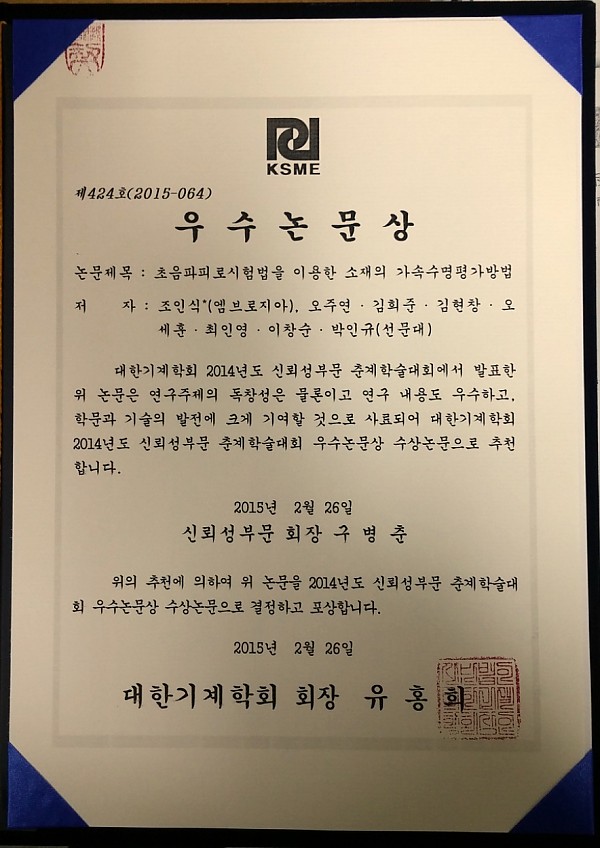 KSME
제424호(2015-064)
우수논문상
논문제목 : 초음파피로시험법을 이용한 소재의 가속수명평가방법
저 자 : 조인식*(엠브로지아), 오주연 · 김희준 · 김현창 · 오
세훈 · 최인영 · 이창순 · 박인규(선문대)
대한기계학회 2014년도 신뢰성부문 춘계학술대회에서 발표한
위 논문은 연구주제의 독창성은 물론이고 연구 내용도 우수하고,
학문과 기술의 발전에 크게 기여할 것으로 사료되어 대한기계학회
2014년도 신뢰성부문 춘계학술대회 우수논문상 수상논문으로 추천
합니다.
2015년 2월 26일
신뢰성부문 회장 구 병 춘
위의 추천에 의하여 위 논문을 2014년도 신뢰성부문 춘계학술대
회 우수논문상 수상논문으로 결정하고 포상합니다.
2015년 2월 26일
대한기계학회 회장 유 홍 희